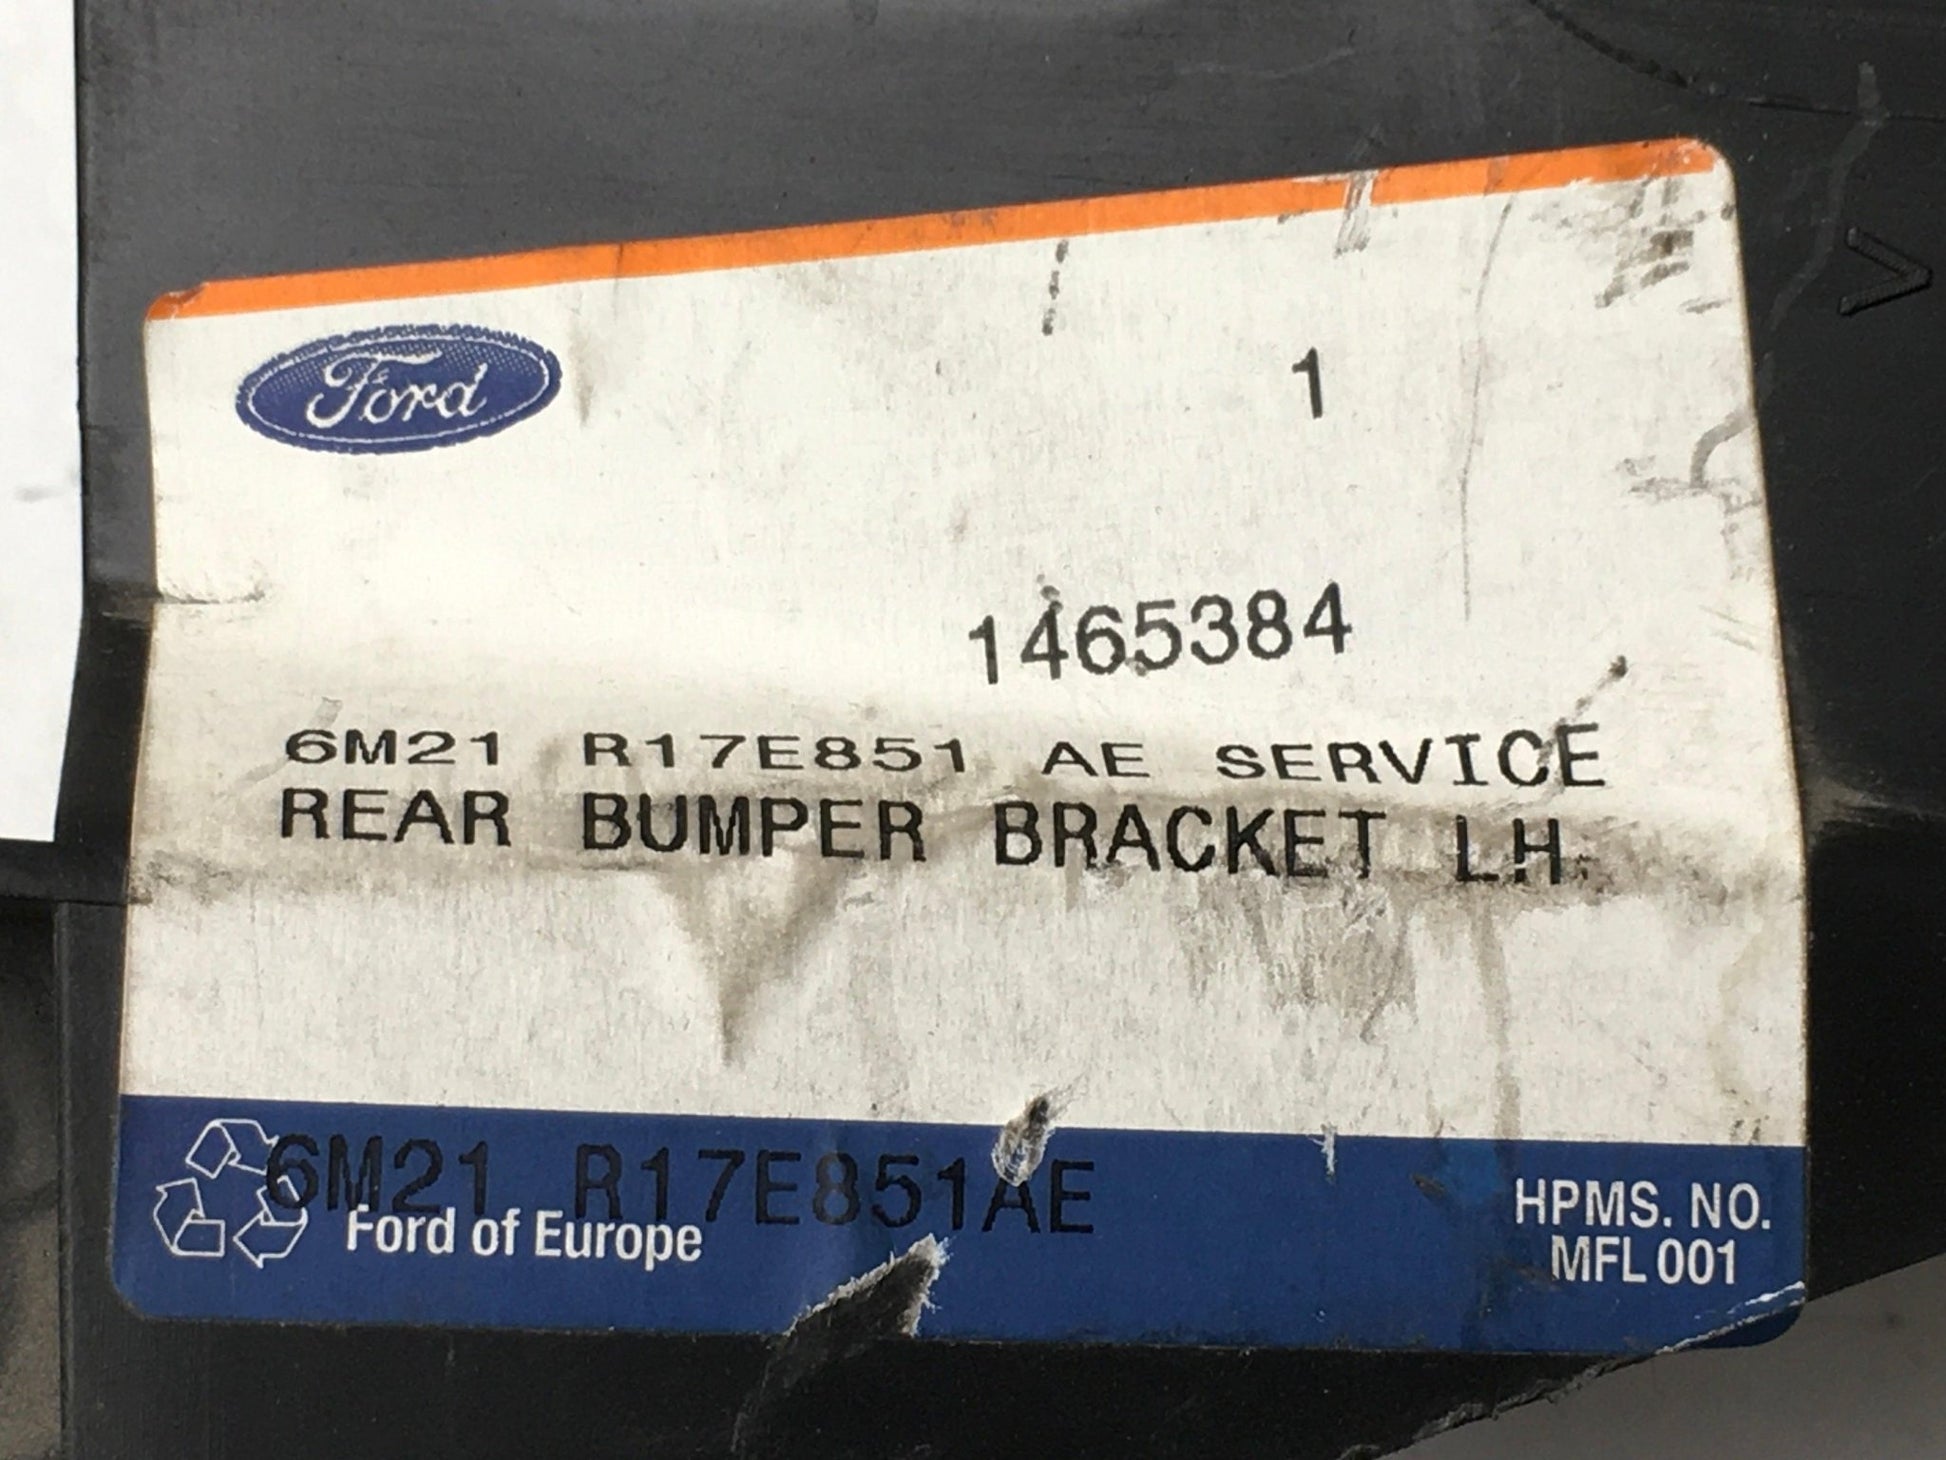 Ford
1
1465384
6M21 R17E851 AE SERVICE
REAR BUMPER BRACKET LH
6M21 R17E851AE
Ford of Europe
HPMS. NO.
MFL 001